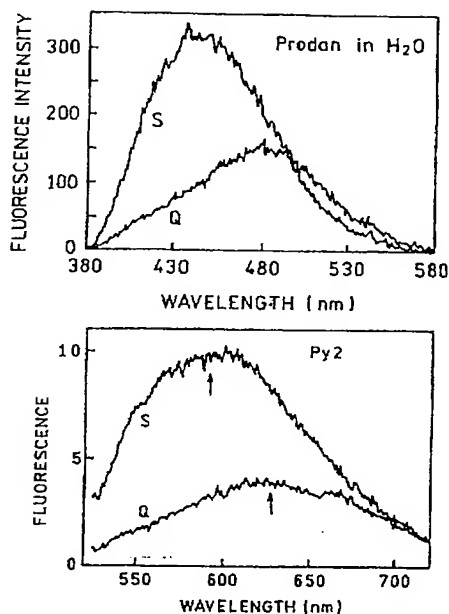 Prodan in H₂O
FLUORESCENCE INTENSITY
300
200
100
0
S
Q
380 430 480 530 580
WAVELENGTH (nm)
Py2
FLUORESCENCE
10
5
0
S
Q
550 600 650 700
WAVELENGTH (nm)